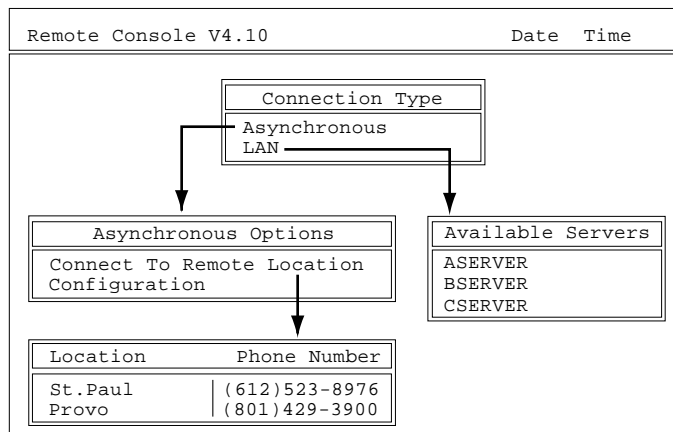 Remote Console V4.10 Date Time
Connection Type
Asynchronous
LAN
Asynchronous Options
Connect To Remote Location
Configuration
Available Servers
ASERVER
BSERVER
CSERVER
Location Phone Number
St.Paul (612)523-8976
Provo (801)429-3900